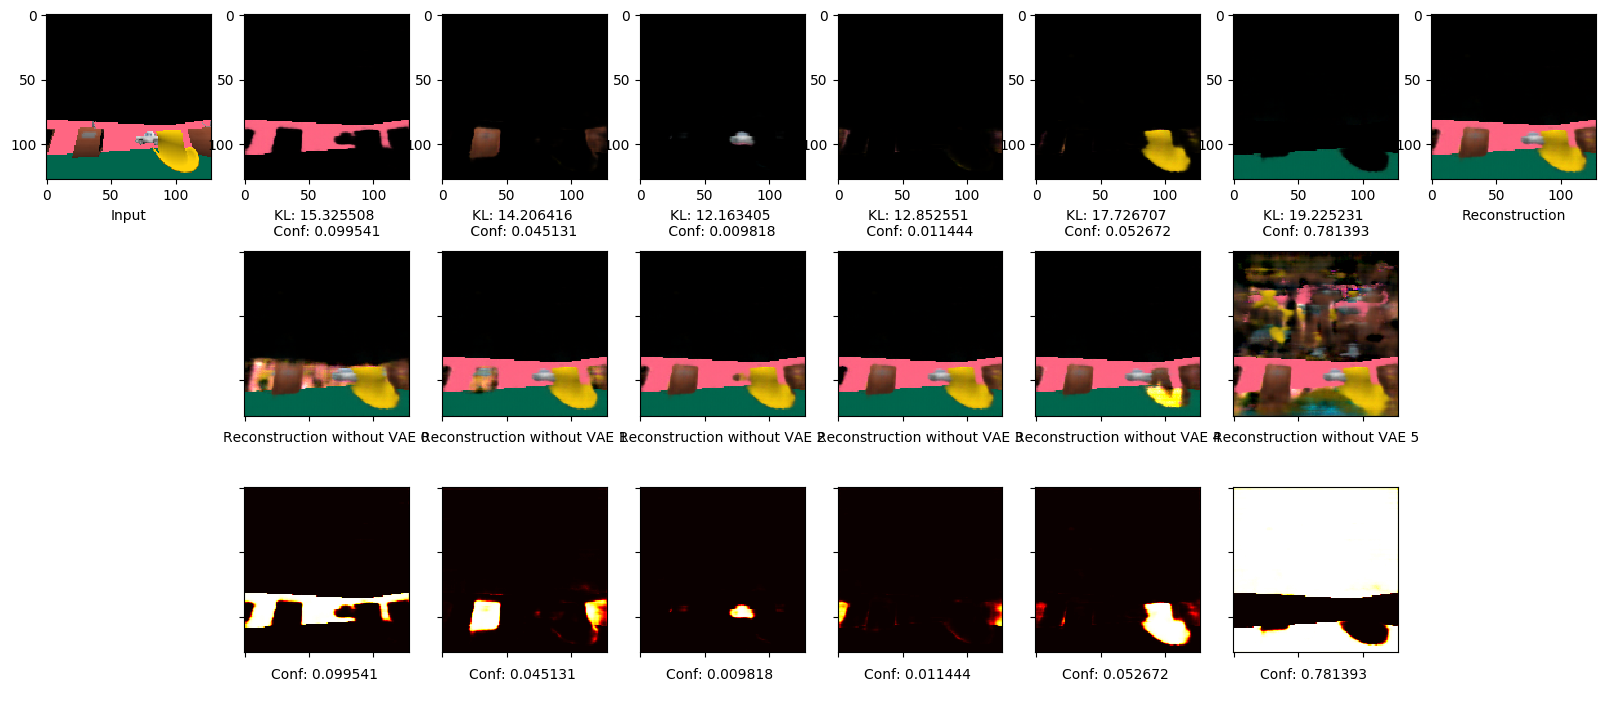 0
0
0
0
0
0
0
0
50
50
50
50
50
50
50
50
100
100
100
100
100
100
100
100
0 50 100
0 50 100
0 50 100
0 50 100
0 50 100
0 50 100
0 50 100
0 50 100
Input
KL: 15.325508
Conf: 0.099541
KL: 14.206416
Conf: 0.045131
KL: 12.163405
Conf: 0.009818
KL: 12.852551
Conf: 0.011444
KL: 17.726707
Conf: 0.052672
KL: 19.225231
Conf: 0.781393
Reconstruction
Reconstruction without VAE 0
Reconstruction without VAE 1
Reconstruction without VAE 2
Reconstruction without VAE 3
Reconstruction without VAE 4
Reconstruction without VAE 5
Conf: 0.099541
Conf: 0.045131
Conf: 0.009818
Conf: 0.011444
Conf: 0.052672
Conf: 0.781393